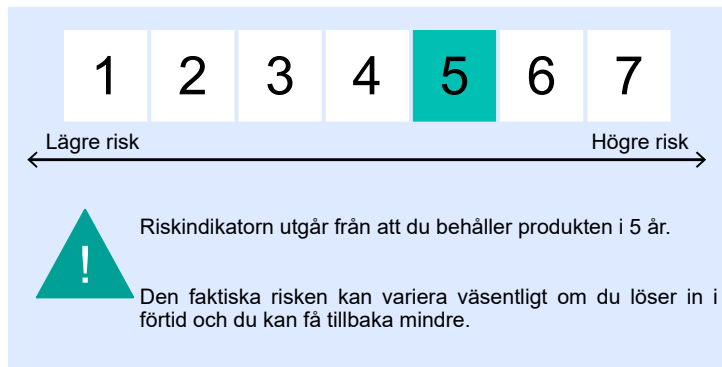 1 2 3 4 5 6 7
Lägre risk Högre risk
!
Riskindikatorn utgår från att du behåller produkten i 5 år.
Den faktiska risken kan variera väsentligt om du löser in i
förtid och du kan få tillbaka mindre.